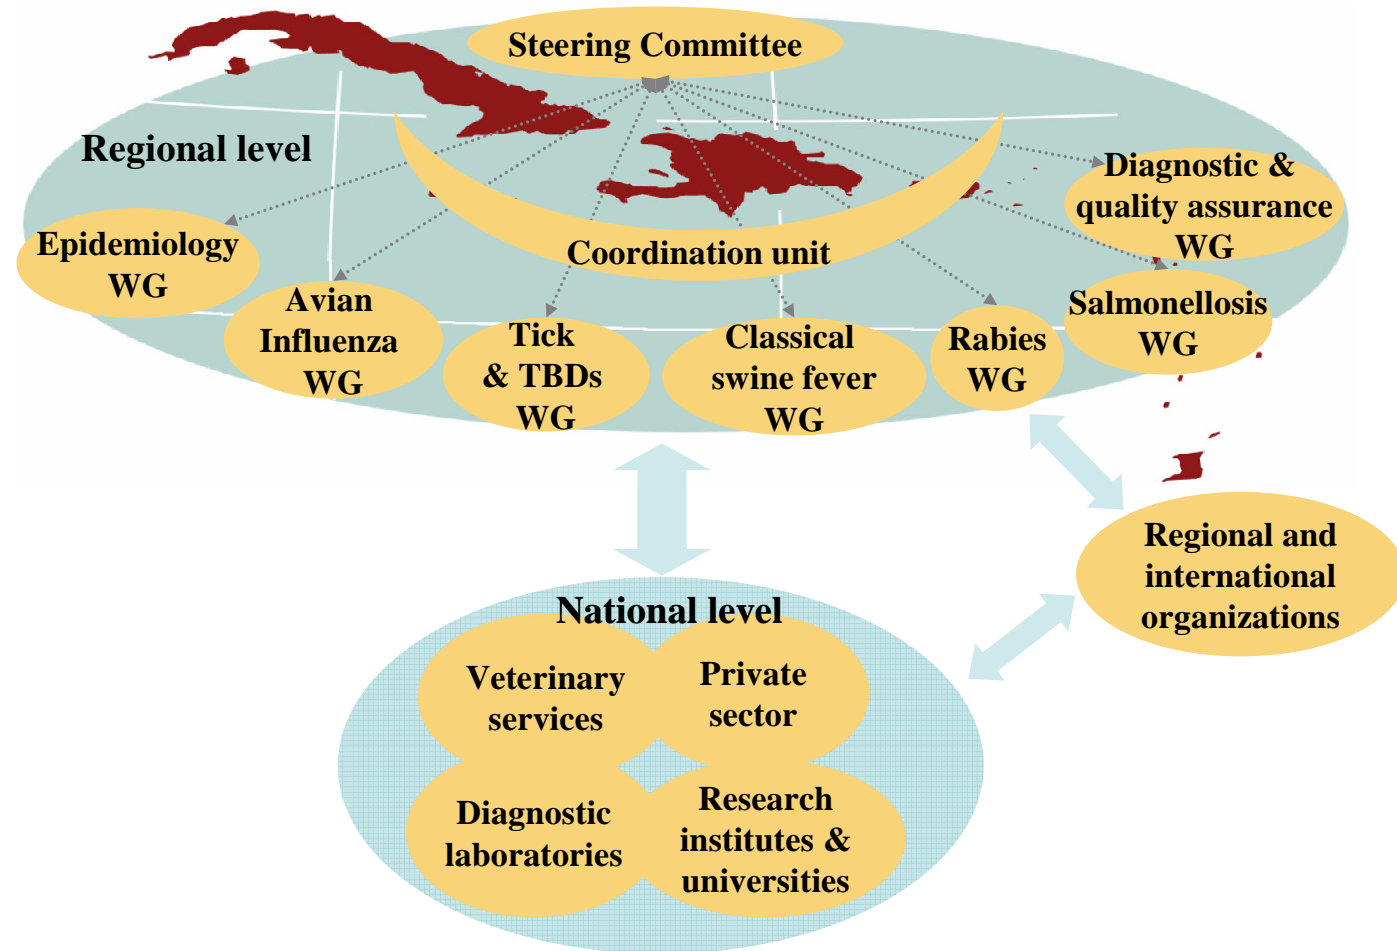 Steering Committee
Regional level
Coordination unit
Epidemiology
WG
Avian
Influenza
WG
Tick
& TBDs
WG
Classical
swine fever
WG
Rabies
WG
Salmonellosis
WG
Diagnostic &
quality assurance
WG
Regional and
international
organizations
National level
Veterinary
services
Private
sector
Diagnostic
laboratories
Research
institutes &
universities